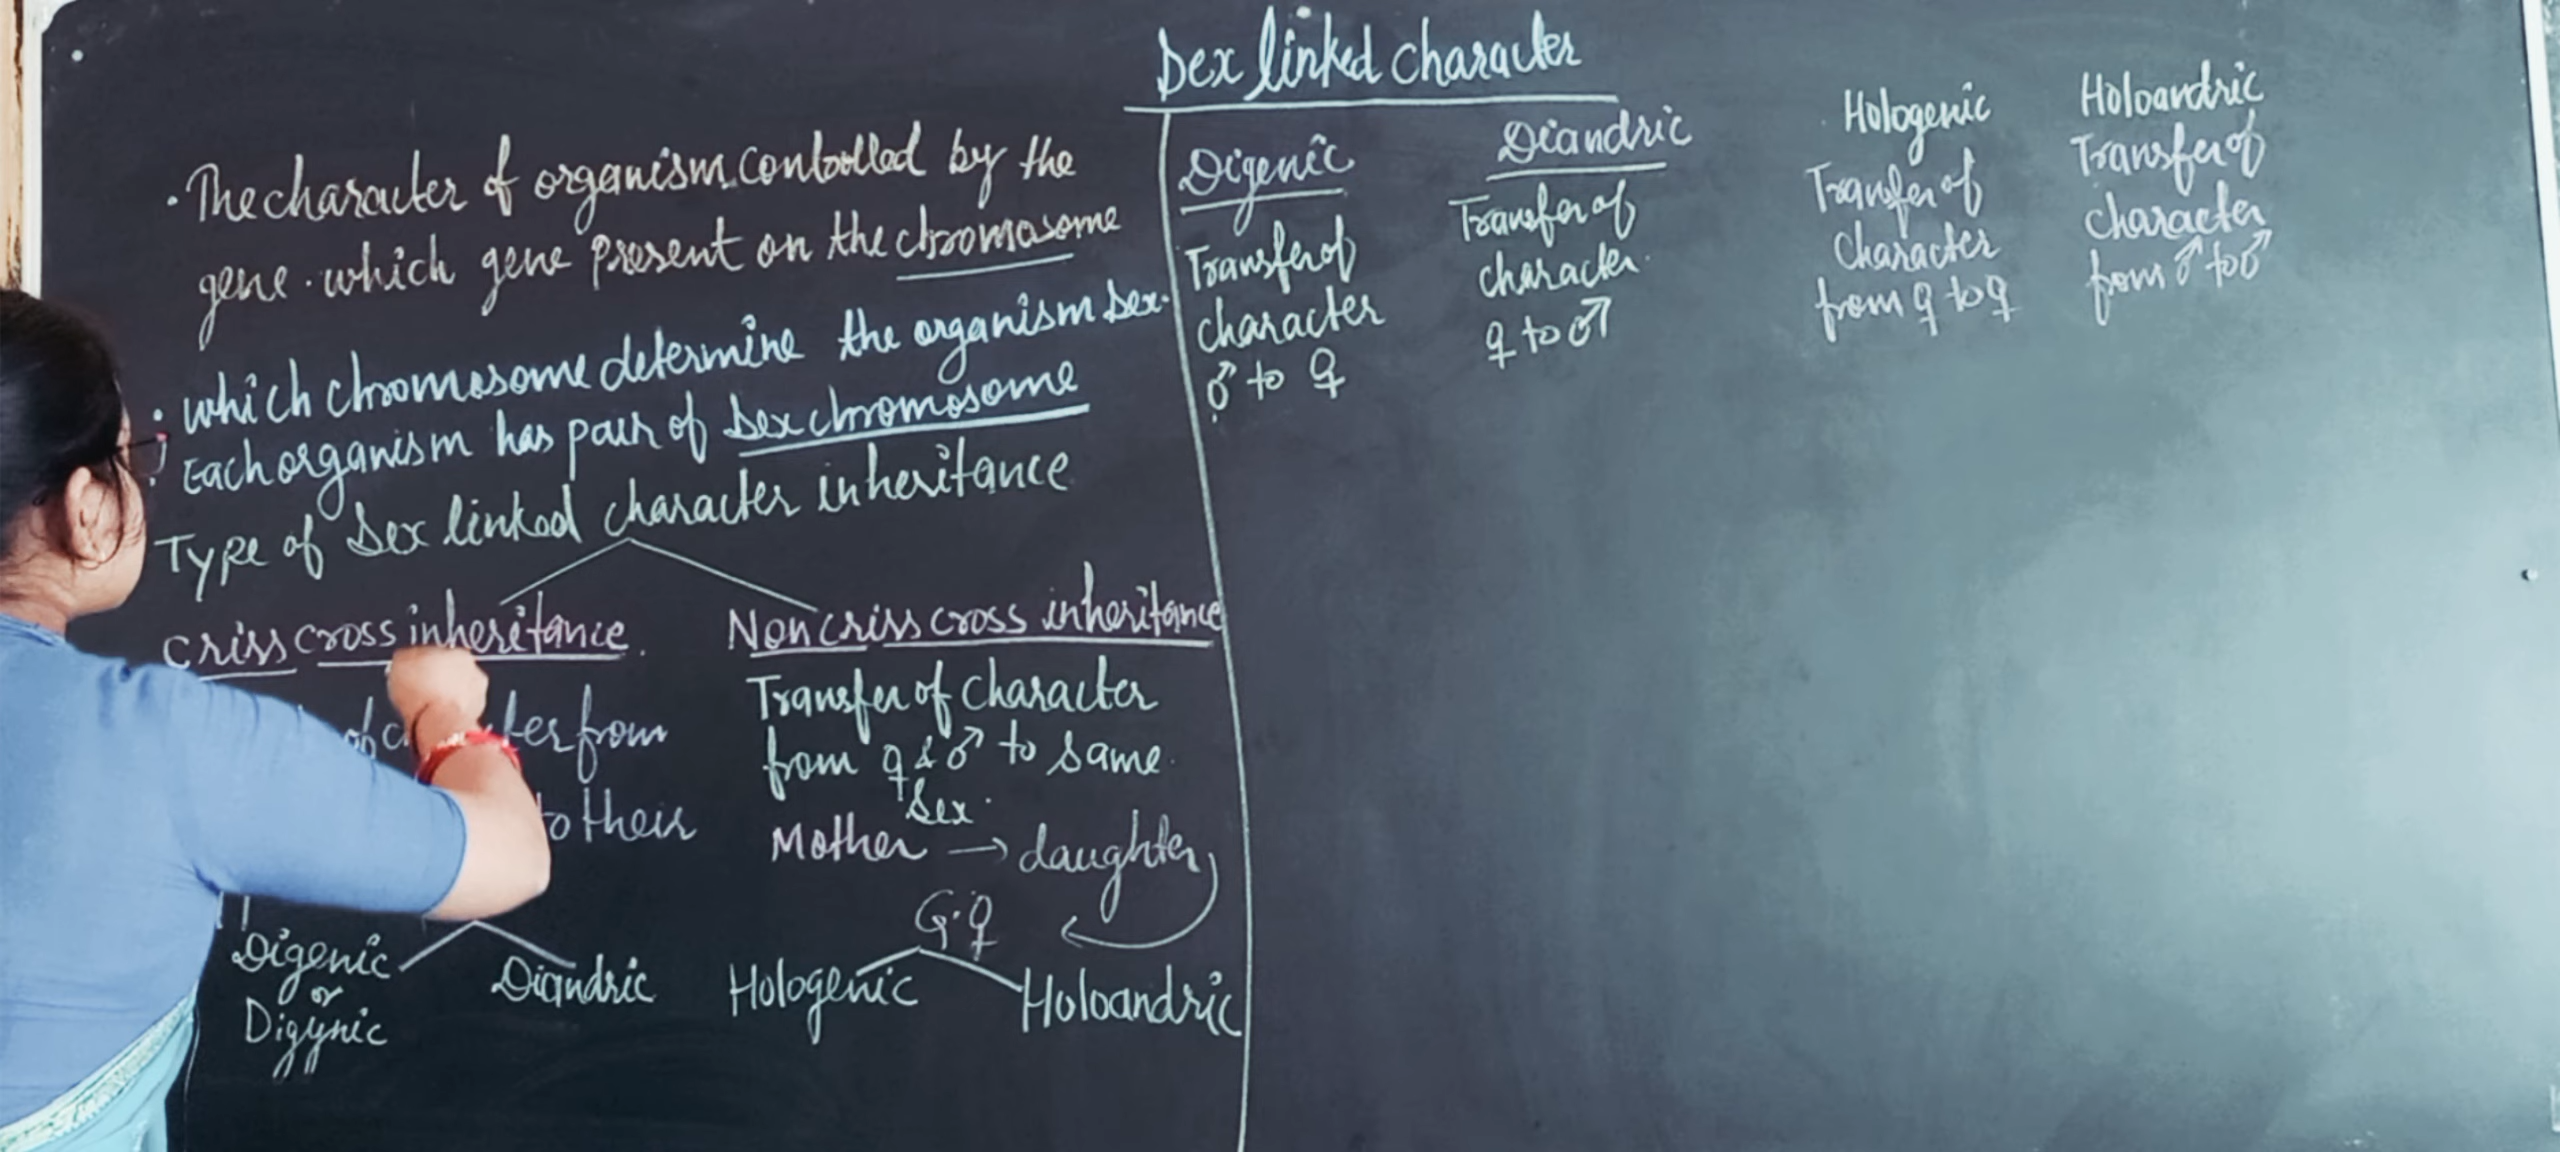 Sex linked character
· The character of organism controlled by the
gene . which gene present on the chromosome
· which chromosome determine the organism sex.
· Each organism has pair of sex chromosome
Type of sex linked character inheritance
criss cross inheritance.
from
to their
Digenic
or
Digynic
Diandric
Non criss cross inheritance
Transfer of character
from ♀ & ♂ to same.
sex.
Mother → daughter
G.♀
Hologenic
Holoandric
Digenic
Transfer of
character
♂ to ♀
Diandric
Transfer of
character.
♀ to ♂
Hologenic
Transfer of
Character
from ♀ to ♀
Holoandric
Transfer of
character
from ♂ to ♂